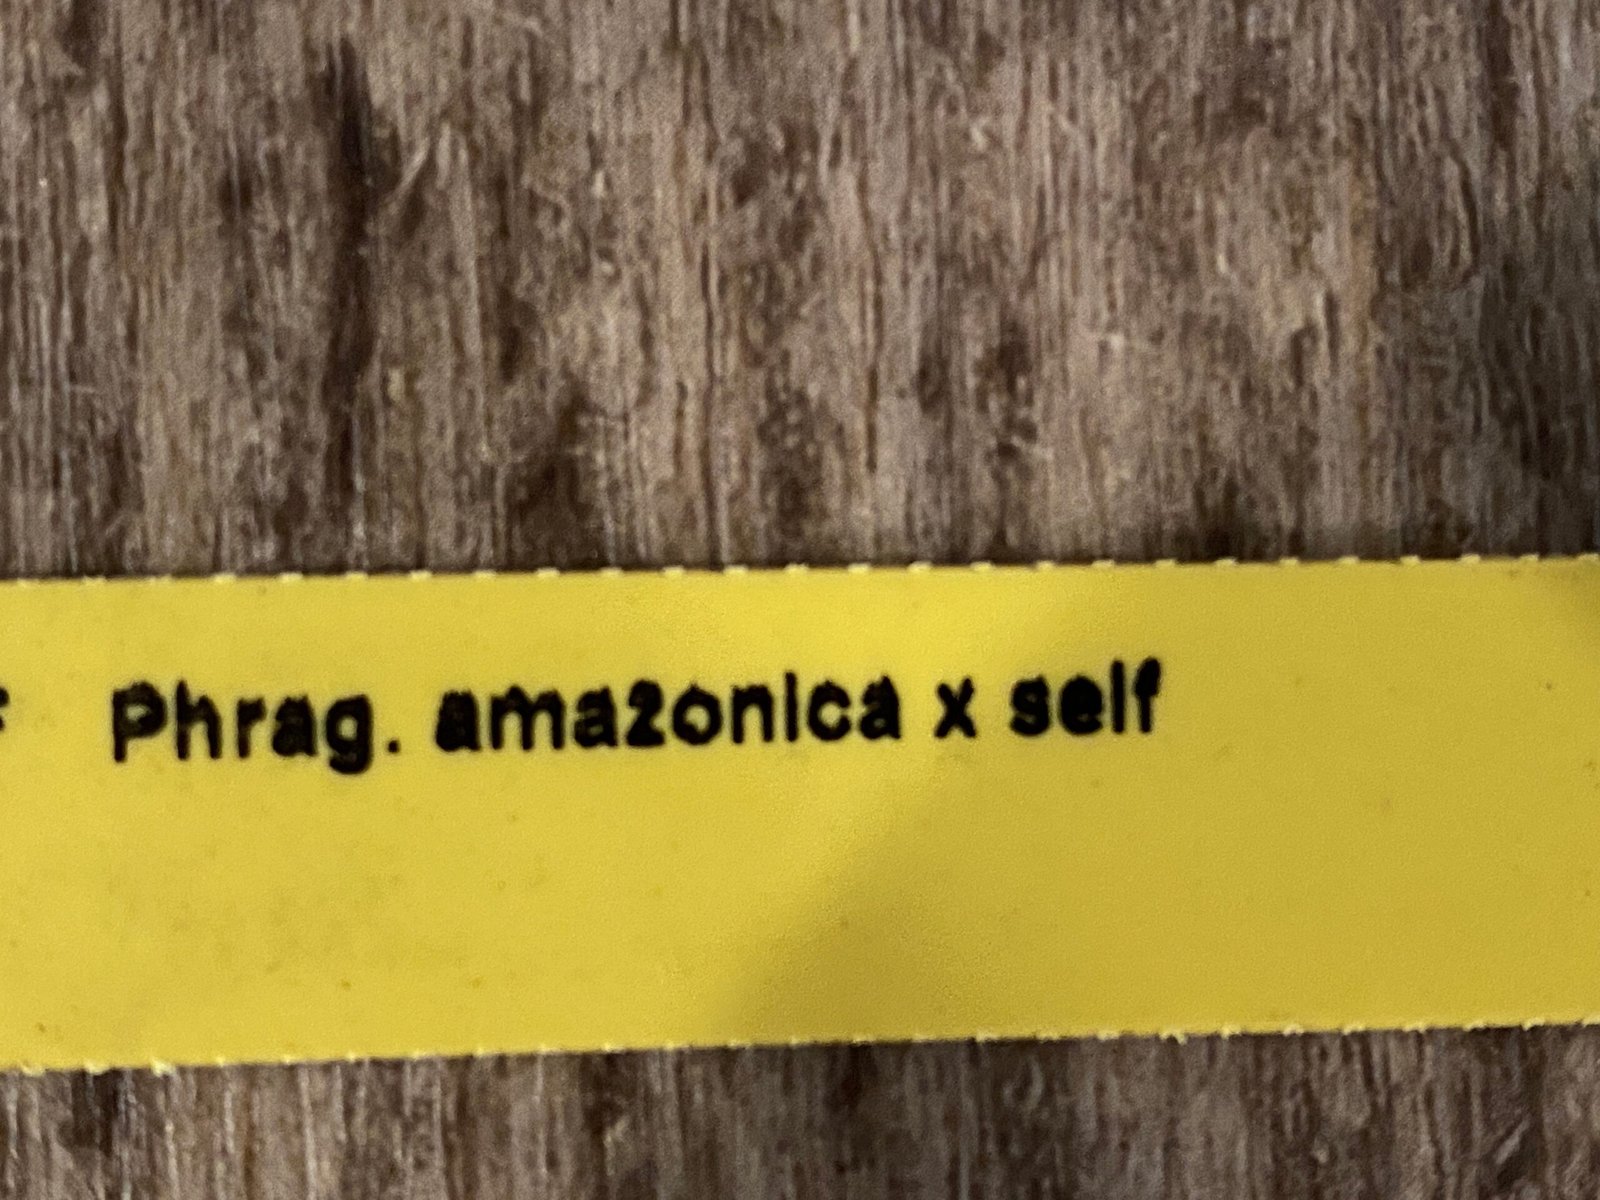 Phrag. amazonica x self